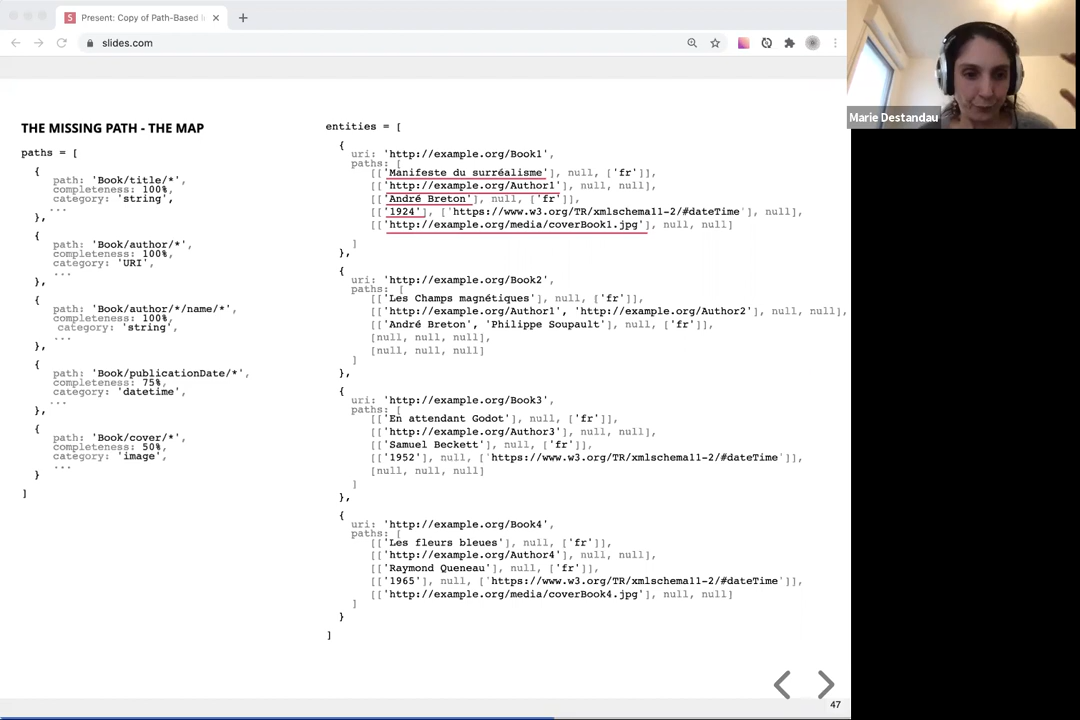 Present: Copy of Path-Based I
slides.com
Marie Destandau
THE MISSING PATH - THE MAP
paths = [
{
path: 'Book/title/*',
completeness: 100%,
category: 'string',
...
},
{
path: 'Book/author/*',
completeness: 100%,
category: 'URI',
...
},
{
path: 'Book/author/*/name/*',
completeness: 100%,
category: 'string',
...
},
{
path: 'Book/publicationDate/*',
completeness: 75%,
category: 'datetime',
...
},
{
path: 'Book/cover/*',
completeness: 50%,
category: 'image',
...
}
]
entities = [
{
uri: 'http://example.org/Book1',
paths: [
[['Manifeste du surréalisme'], null, ['fr']],
[['http://example.org/Author1'], null, null],
[['André Breton'], null, ['fr']],
[['1924'], ['https://www.w3.org/TR/xmlschema11-2/#dateTime'], null],
[['http://example.org/media/coverBook1.jpg'], null, null]
]
},
{
uri: 'http://example.org/Book2',
paths: [
[['Les Champs magnétiques'], null, ['fr']],
[['http://example.org/Author1', 'http://example.org/Author2'], null, null],
[['André Breton', 'Philippe Soupault'], null, ['fr']],
[null, null, null],
[null, null, null]
]
},
{
uri: 'http://example.org/Book3',
paths: [
[['En attendant Godot'], null, ['fr']],
[['http://example.org/Author3'], null, null],
[['Samuel Beckett'], null, ['fr']],
[['1952'], null, ['https://www.w3.org/TR/xmlschema11-2/#dateTime']],
[null, null, null]
]
},
{
uri: 'http://example.org/Book4',
paths: [
[['Les fleurs bleues'], null, ['fr']],
[['http://example.org/Author4'], null, null],
[['Raymond Queneau'], null, ['fr']],
[['1965'], null, ['https://www.w3.org/TR/xmlschema11-2/#dateTime']],
[['http://example.org/media/coverBook4.jpg'], null, null]
]
}
]
47